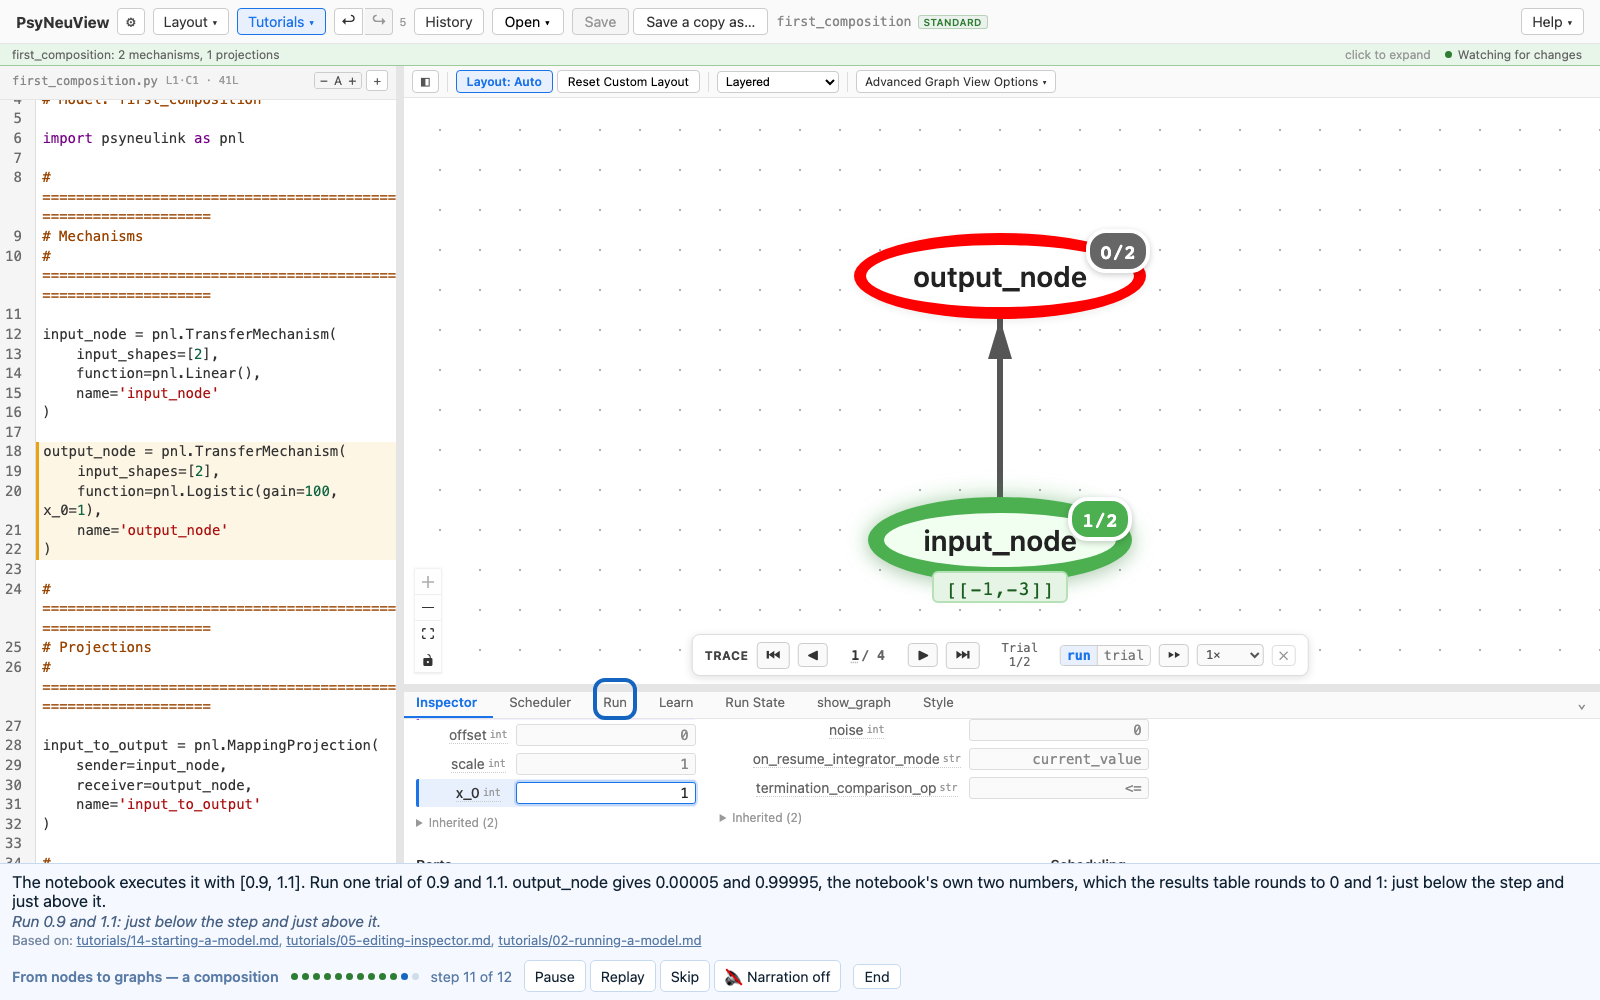 PsyNeuView
Layout
Tutorials
5
History
Open
Save
Save a copy as...
first_composition
STANDARD
Help
first_composition: 2 mechanisms, 1 projections
click to expand
Watching for changes
first_composition.py L1·C1 · 41L
− A +
+
Layout: Auto
Reset Custom Layout
Layered
Advanced Graph View Options
4 # Model: first_composition
5
6 import psyneulink as pnl
7
8 #
=========================================
====================
9 # Mechanisms
10 #
=========================================
====================
11
12 input_node = pnl.TransferMechanism(
13 input_shapes=[2],
14 function=pnl.Linear(),
15 name='input_node'
16 )
17
18 output_node = pnl.TransferMechanism(
19 input_shapes=[2],
20 function=pnl.Logistic(gain=100,
x_0=1),
21 name='output_node'
22 )
23
24 #
=========================================
====================
25 # Projections
26 #
=========================================
====================
27
28 input_to_output = pnl.MappingProjection(
29 sender=input_node,
30 receiver=output_node,
31 name='input_to_output'
32 )
33
34 #
output_node
0/2
input_node
1/2
[[-1,-3]]
TRACE
1 / 4
Trial
1/2
run trial
1×
Inspector
Scheduler
Run
Learn
Run State
show_graph
Style
offset int 0
scale int 1
x_0 int 1
Inherited (2)
noise int 0
on_resume_integrator_mode str current_value
termination_comparison_op str <=
Inherited (2)
Ports
Scheduling
The notebook executes it with [0.9, 1.1]. Run one trial of 0.9 and 1.1. output_node gives 0.00005 and 0.99995, the notebook's own two numbers, which the results table rounds to 0 and 1: just below the step and
just above it.
Run 0.9 and 1.1: just below the step and just above it.
Based on: tutorials/14-starting-a-model.md, tutorials/05-editing-inspector.md, tutorials/02-running-a-model.md
From nodes to graphs — a composition
step 11 of 12
Pause
Replay
Skip
Narration off
End